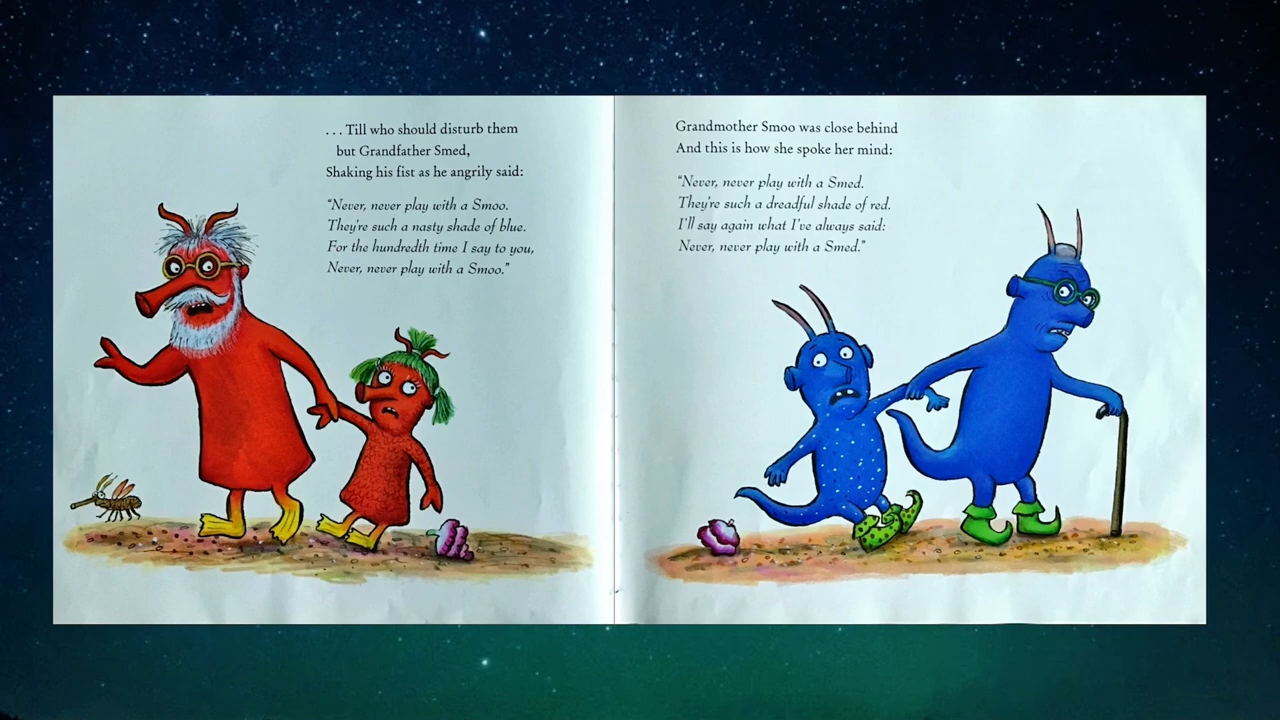 . . . Till who should disturb them
but Grandfather Smed,
Shaking his fist as he angrily said:
“Never, never play with a Smoo.
They're such a nasty shade of blue.
For the hundredth time I say to you,
Never, never play with a Smoo.”
Grandmother Smoo was close behind
And this is how she spoke her mind:
“Never, never play with a Smed.
They're such a dreadful shade of red.
I'll say again what I've always said:
Never, never play with a Smed.”